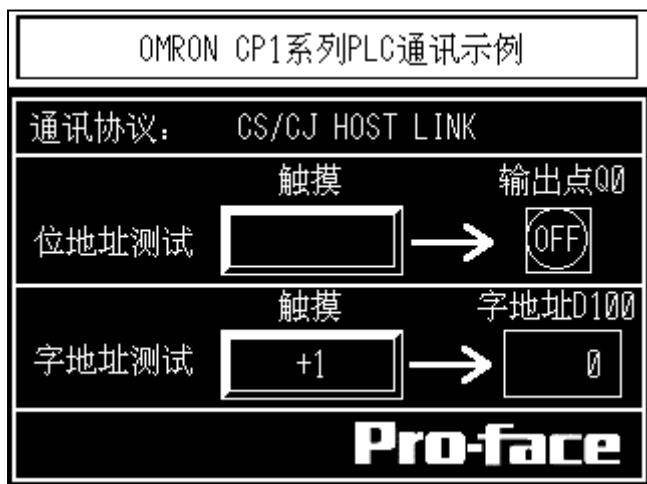 OMRON CP1系列PLC通讯示例
通讯协议： CS/CJ HOST LINK
触摸 输出点Q0
位地址测试 OFF
触摸 字地址D100
字地址测试 +1 0
Pro-face